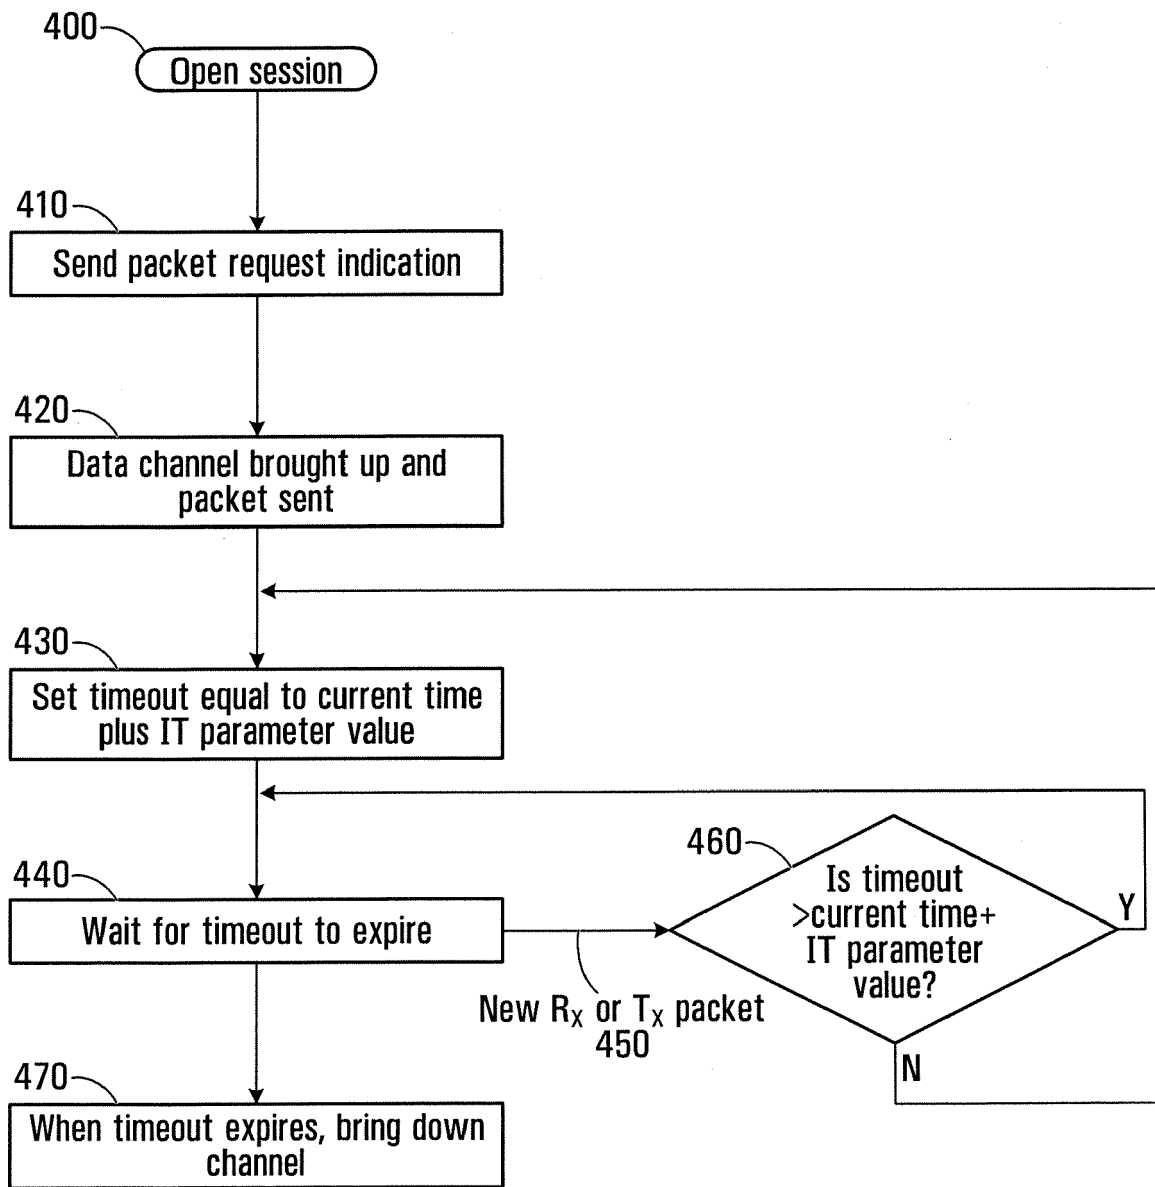 400
Open session
410
Send packet request indication
420
Data channel brought up and
packet sent
430
Set timeout equal to current time
plus IT parameter value
440
Wait for timeout to expire
New Rx or Tx packet
450
460
Is timeout
>current time+
IT parameter
value?
Y
N
470
When timeout expires, bring down
channel